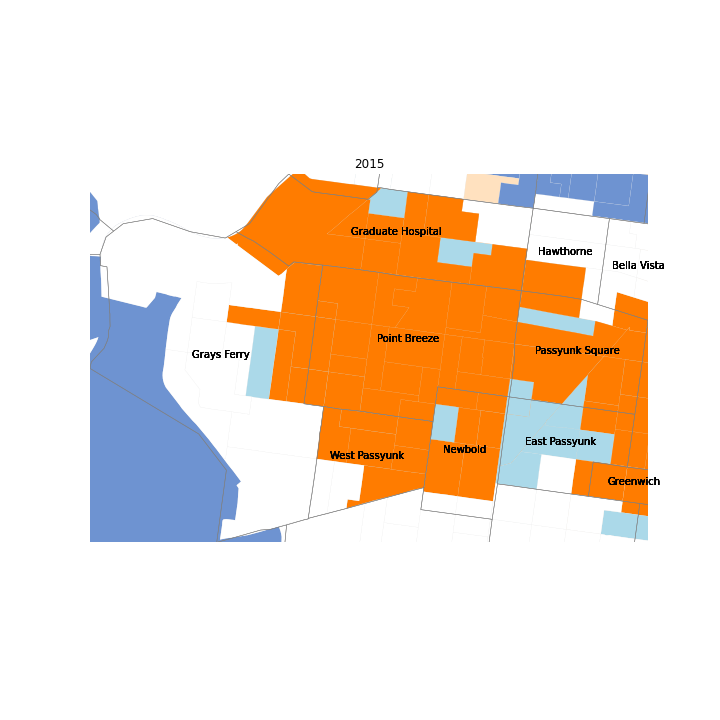 2015
Graduate Hospital
Hawthorne
Bella Vista
Point Breeze
Grays Ferry
Passyunk Square
East Passyunk
West Passyunk
Newbold
Greenwich